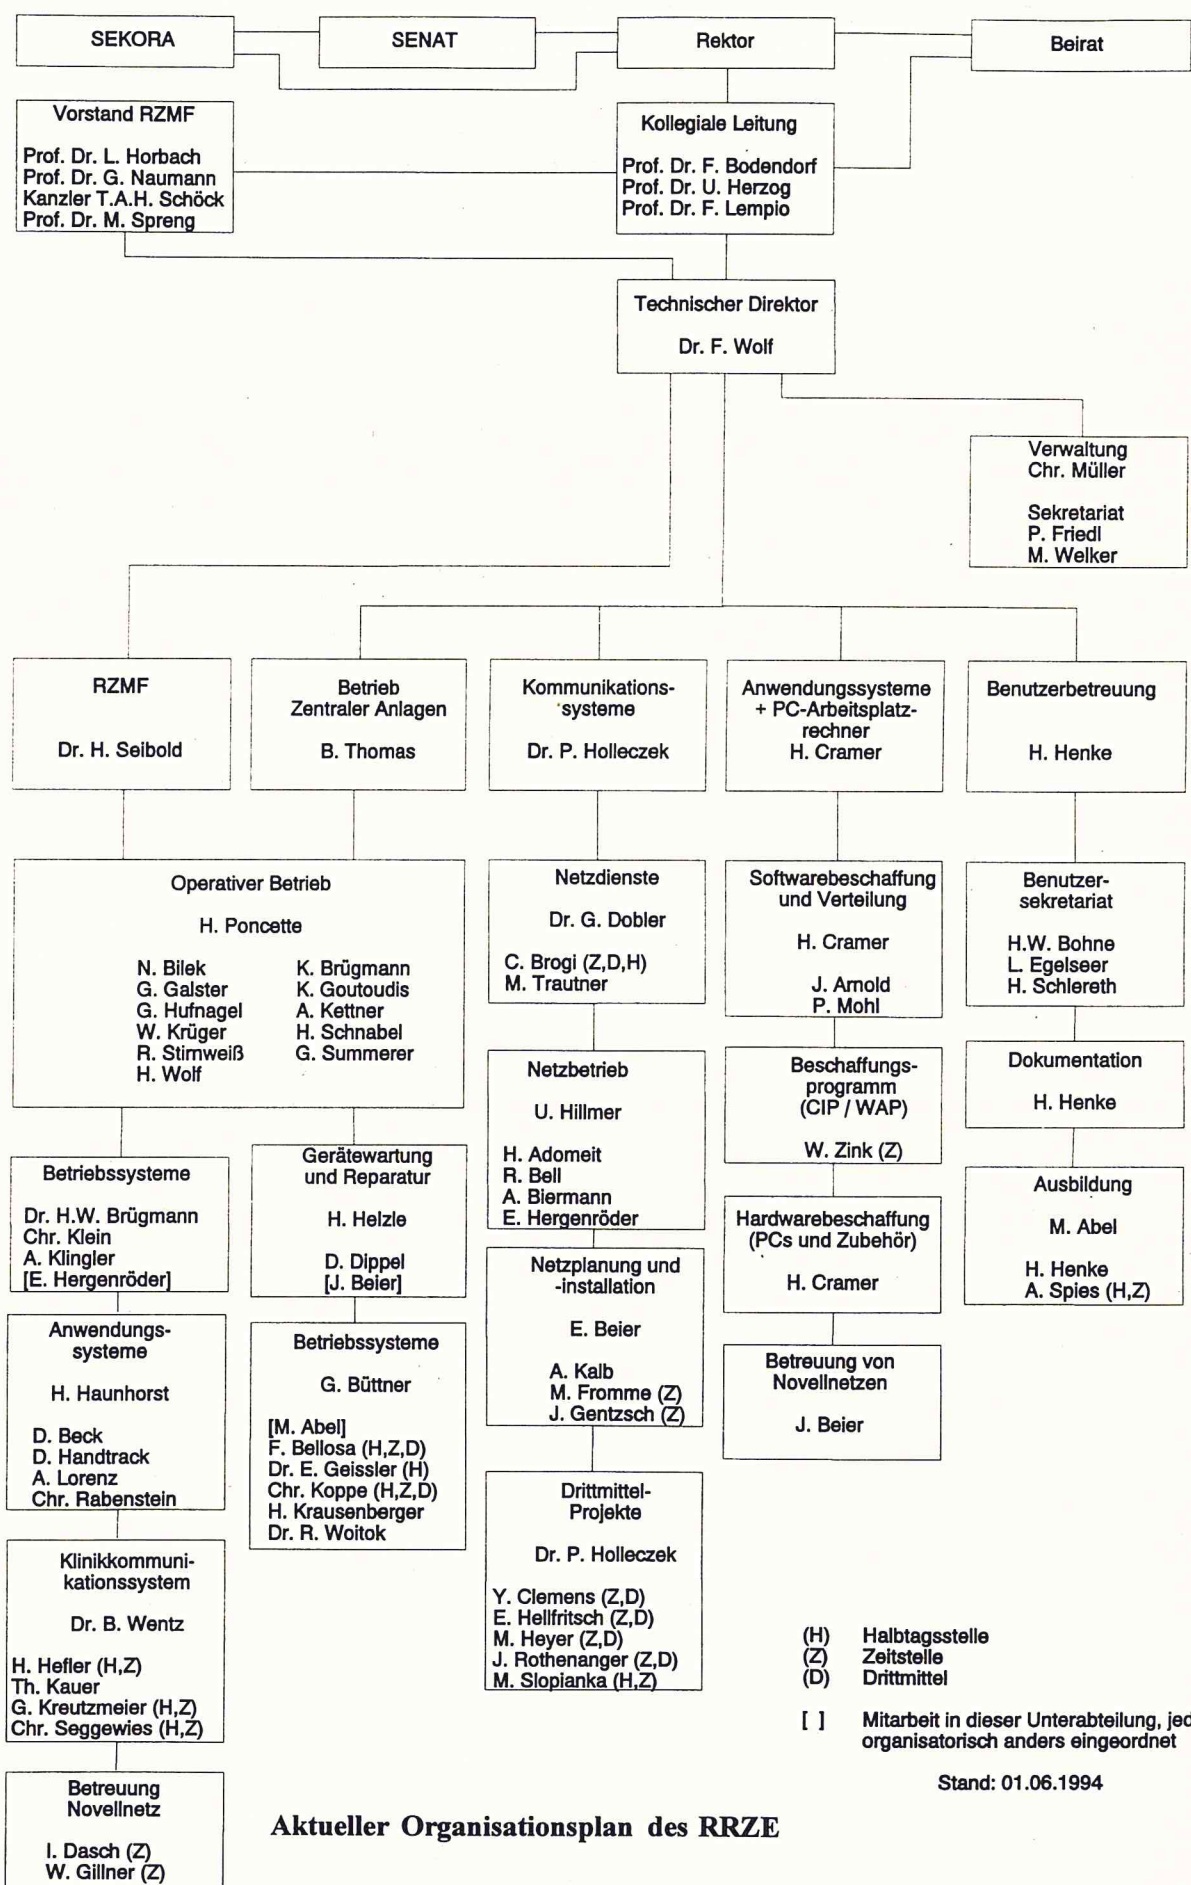 SEKORA
SENAT
Rektor
Beirat
Vorstand RZMF
Prof. Dr. L. Horbach
Prof. Dr. G. Naumann
Kanzler T.A.H. Schöck
Prof. Dr. M. Spreng
Kollegiale Leitung
Prof. Dr. F. Bodendorf
Prof. Dr. U. Herzog
Prof. Dr. F. Lempio
Technischer Direktor
Dr. F. Wolf
Verwaltung
Chr. Müller
Sekretariat
P. Friedl
M. Welker
RZMF
Dr. H. Seibold
Betrieb
Zentraler Anlagen
B. Thomas
Kommunikations-
systeme
Dr. P. Holleczek
Anwendungssysteme
+ PC-Arbeitsplatz-
rechner
H. Cramer
Benutzerbetreuung
H. Henke
Operativer Betrieb
H. Poncette
N. Bilek
G. Galster
G. Hufnagel
W. Krüger
R. Stirnweiß
H. Wolf
K. Brügmann
K. Goutoudis
A. Kettner
H. Schnabel
G. Summerer
Betriebssysteme
Dr. H.W. Brügmann
Chr. Klein
A. Klingler
[E. Hergenröder]
Anwendungs-
systeme
H. Haunhorst
D. Beck
D. Handtrack
A. Lorenz
Chr. Rabenstein
Klinikkommuni-
kationssystem
Dr. B. Wentz
H. Hefler (H,Z)
Th. Kauer
G. Kreutzmeier (H,Z)
Chr. Seggewies (H,Z)
Betreuung
Novellnetz
I. Dasch (Z)
W. Gillner (Z)
Gerätewartung
und Reparatur
H. Helzle
D. Dippel
[J. Beier]
Betriebssysteme
G. Büttner
[M. Abel]
F. Bellosa (H,Z,D)
Dr. E. Geissler (H)
Chr. Koppe (H,Z,D)
H. Krausenberger
Dr. R. Woitok
Netzdienste
Dr. G. Dobler
C. Brogi (Z,D,H)
M. Trautner
Netzbetrieb
U. Hillmer
H. Adomeit
R. Bell
A. Biermann
E. Hergenröder
Netzplanung und
-installation
E. Beier
A. Kalb
M. Fromme (Z)
J. Gentzsch (Z)
Drittmittel-
Projekte
Dr. P. Holleczek
Y. Clemens (Z,D)
E. Hellfritsch (Z,D)
M. Heyer (Z,D)
J. Rothenanger (Z,D)
M. Slopianka (H,Z)
Softwarebeschaffung
und Verteilung
H. Cramer
J. Arnold
P. Mohl
Beschaffungs-
programm
(CIP / WAP)
W. Zink (Z)
Hardwarebeschaffung
(PCs und Zubehör)
H. Cramer
Betreuung von
Novellnetzen
J. Beier
Benutzer-
sekretariat
H.W. Bohne
L. Egelseer
H. Schlereth
Dokumentation
H. Henke
Ausbildung
M. Abel
H. Henke
A. Spies (H,Z)
(H) Halbtagsstelle
(Z) Zeitstelle
(D) Drittmittel
[ ] Mitarbeit in dieser Unterabteilung, jed
organisatorisch anders eingeordnet
Stand: 01.06.1994
Aktueller Organisationsplan des RRZE